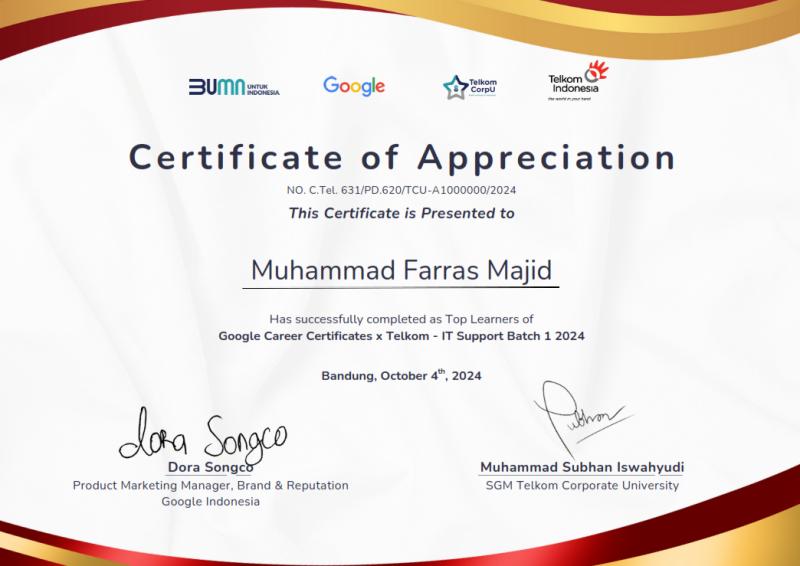 BUMN UNTUK INDONESIA
Google
Telkom CorpU
Telkom Indonesia
the world in your hand
Certificate of Appreciation
NO. C.Tel. 631/PD.620/TCU-A1000000/2024
This Certificate is Presented to
Muhammad Farras Majid
Has successfully completed as Top Learners of
Google Career Certificates x Telkom - IT Support Batch 1 2024
Bandung, October 4th, 2024
Dora Songco
Dora Songco
Product Marketing Manager, Brand & Reputation
Google Indonesia
Muhammad Subhan Iswahyudi
SGM Telkom Corporate University